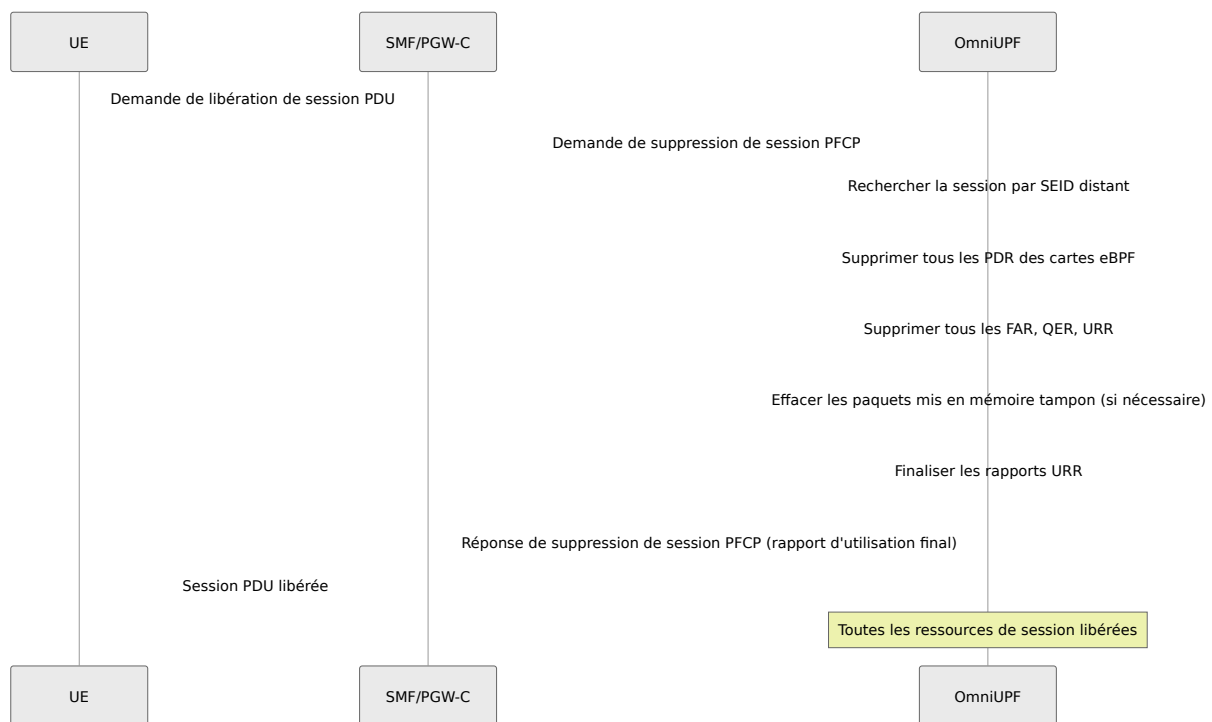 UE
SMF/PGW-C
OmniUPF
Demande de libération de session PDU
Demande de suppression de session PFCP
Rechercher la session par SEID distant
Supprimer tous les PDR des cartes eBPF
Supprimer tous les FAR, QER, URR
Effacer les paquets mis en mémoire tampon (si nécessaire)
Finaliser les rapports URR
Réponse de suppression de session PFCP (rapport d'utilisation final)
Session PDU libérée
Toutes les ressources de session libérées
UE
SMF/PGW-C
OmniUPF